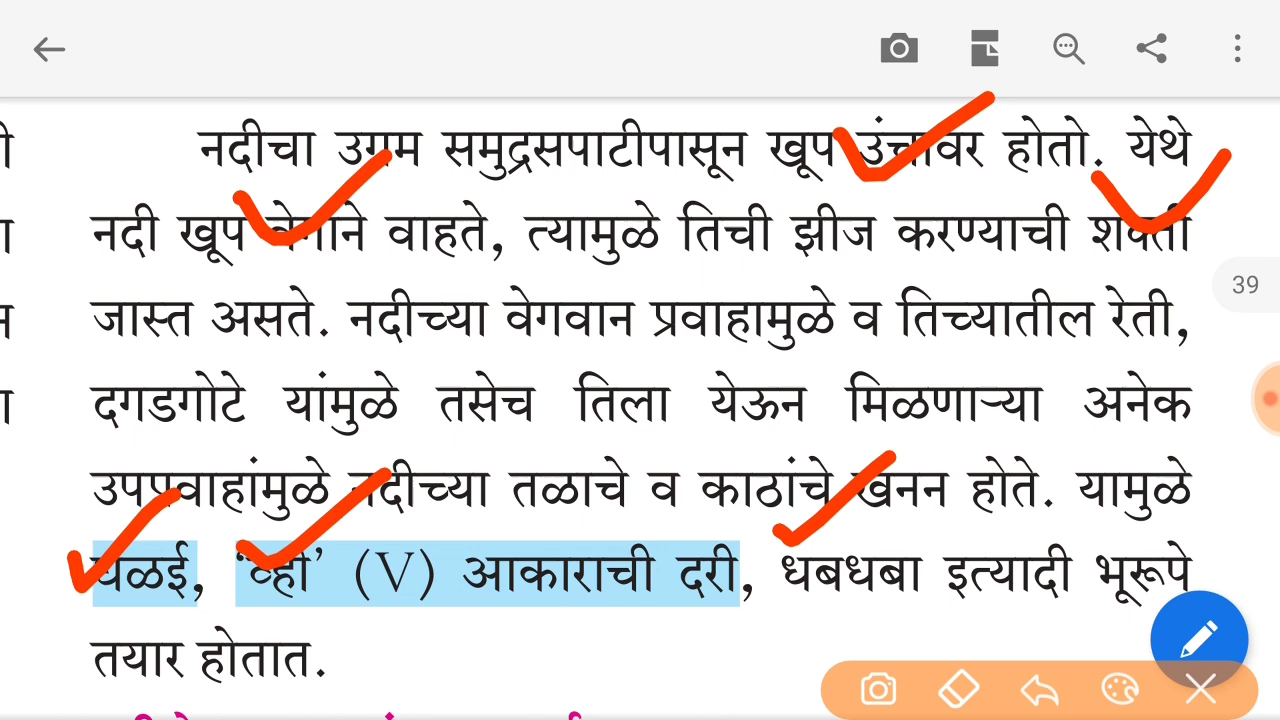 नदीचा उगम समुद्रसपाटीपासून खूप उंचावर होतो. येथे
नदी खूप वेगाने वाहते, त्यामुळे तिची झीज करण्याची शक्ती
39
जास्त असते. नदीच्या वेगवान प्रवाहामुळे व तिच्यातील रेती,
दगडगोटे यांमुळे तसेच तिला येऊन मिळणाऱ्या अनेक
उपप्रवाहांमुळे नदीच्या तळाचे व काठांचे खनन होते. यामुळे
घळई, ‘व्ही’ (V) आकाराची दरी, धबधबा इत्यादी भूरूपे
तयार होतात.